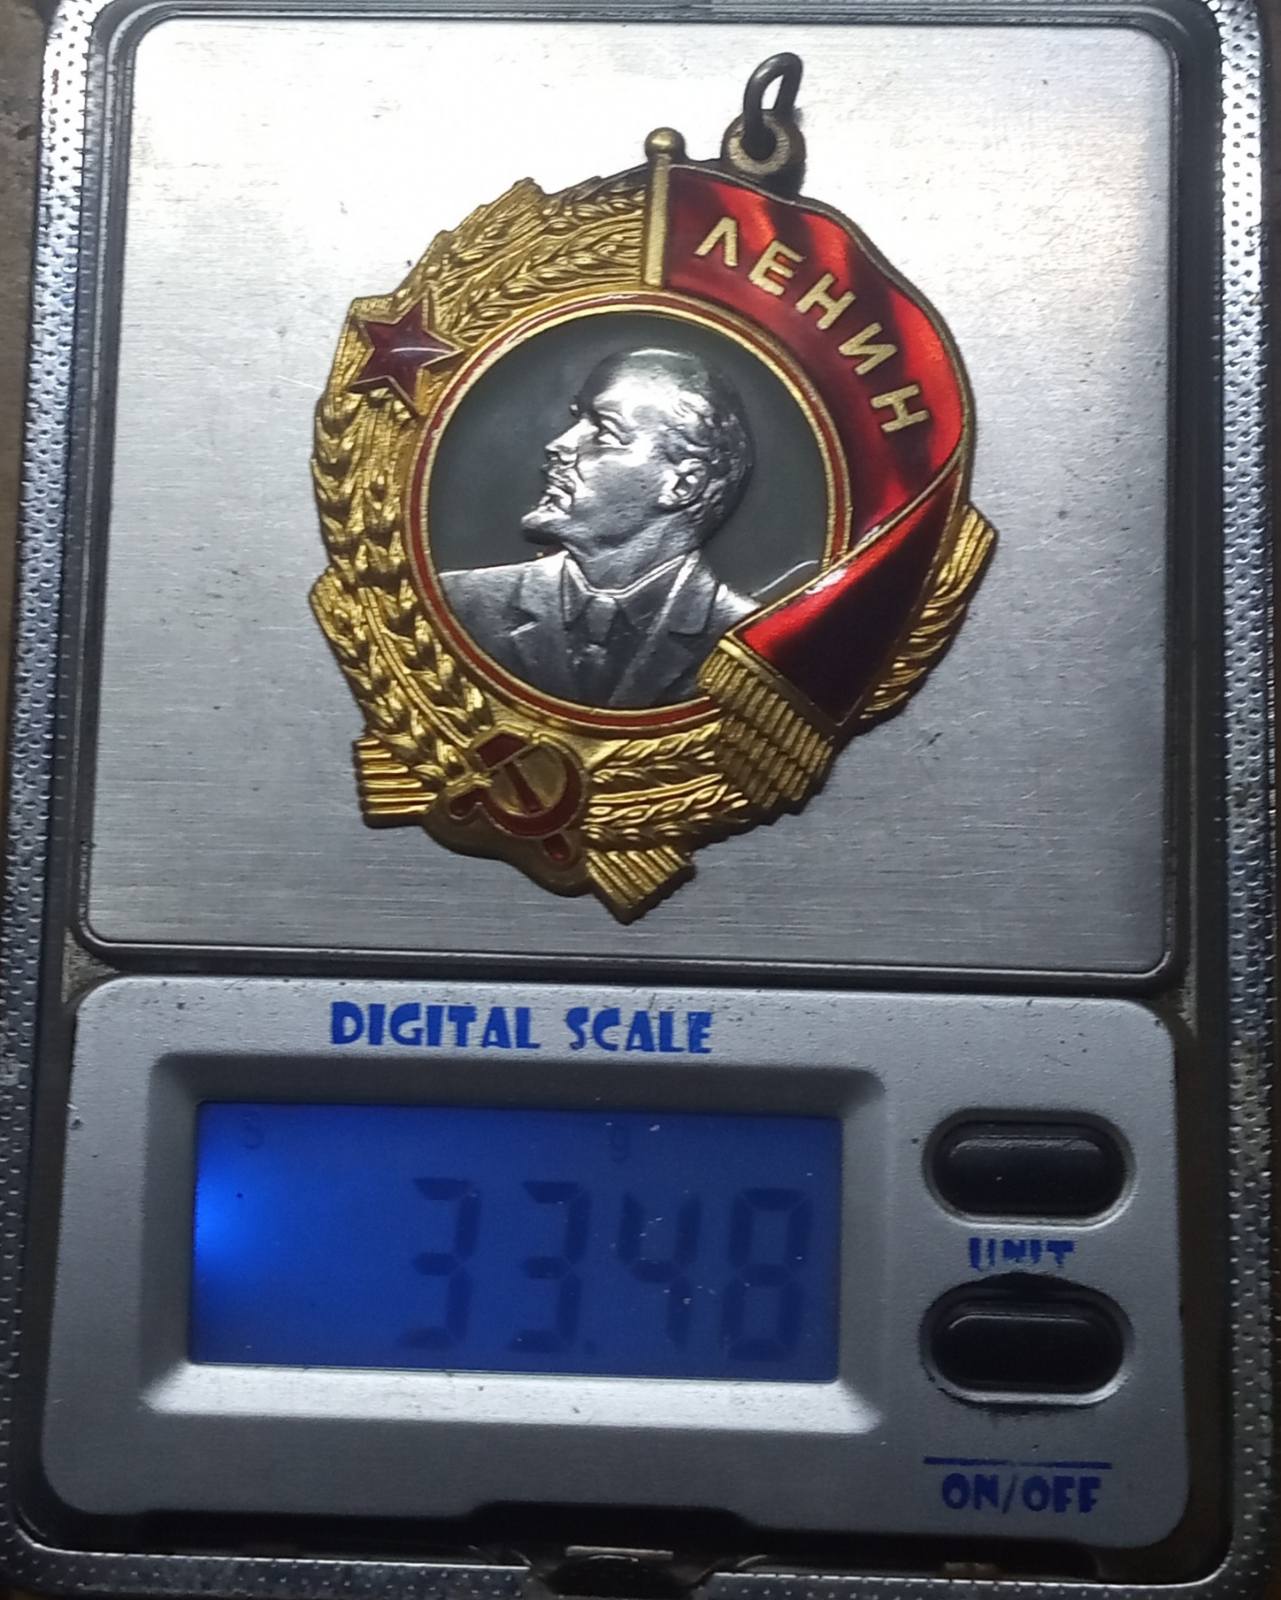 ЛЕНИН
DIGITAL SCALE
S g
33.48
UNIT
ON/OFF